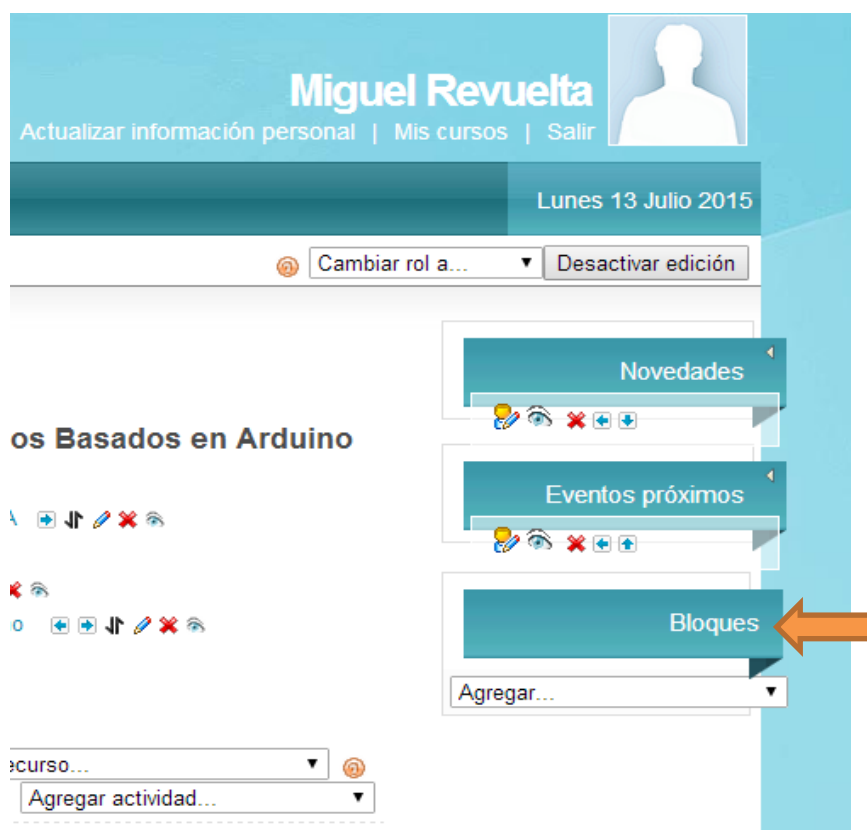 Miguel Revuelta
Actualizar información personal | Mis cursos | Salir
Lunes 13 Julio 2015
Cambiar rol a... Desactivar edición
Novedades
os Basados en Arduino
Eventos próximos
A
o
Bloques
Agregar...
ecurso...
Agregar actividad...